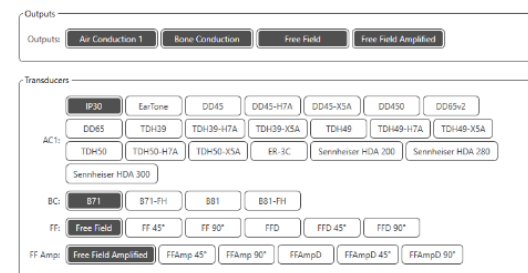 Outputs
Outputs: Air Conduction 1 Bone Conduction Free Field Free Field Amplified
Transducers
IP30 EarTone DD45 DD45-H7A DD45-X5A DD450 DD65v2
AC1: DD65 TDH39 TDH39-H7A TDH39-X5A TDH49 TDH49-H7A TDH49-X5A
TDH50 TDH50-H7A TDH50-X5A ER-3C Sennheiser HDA 200 Sennheiser HDA 280
Sennheiser HDA 300
BC: B71 B71-FH B81 B81-FH
FF: Free Field FF 45° FF 90° FFD FFD 45° FFD 90°
FF Amp: Free Field Amplified FFAmp 45° FFAmp 90° FFAmpD FFAmpD 45° FFAmpD 90°